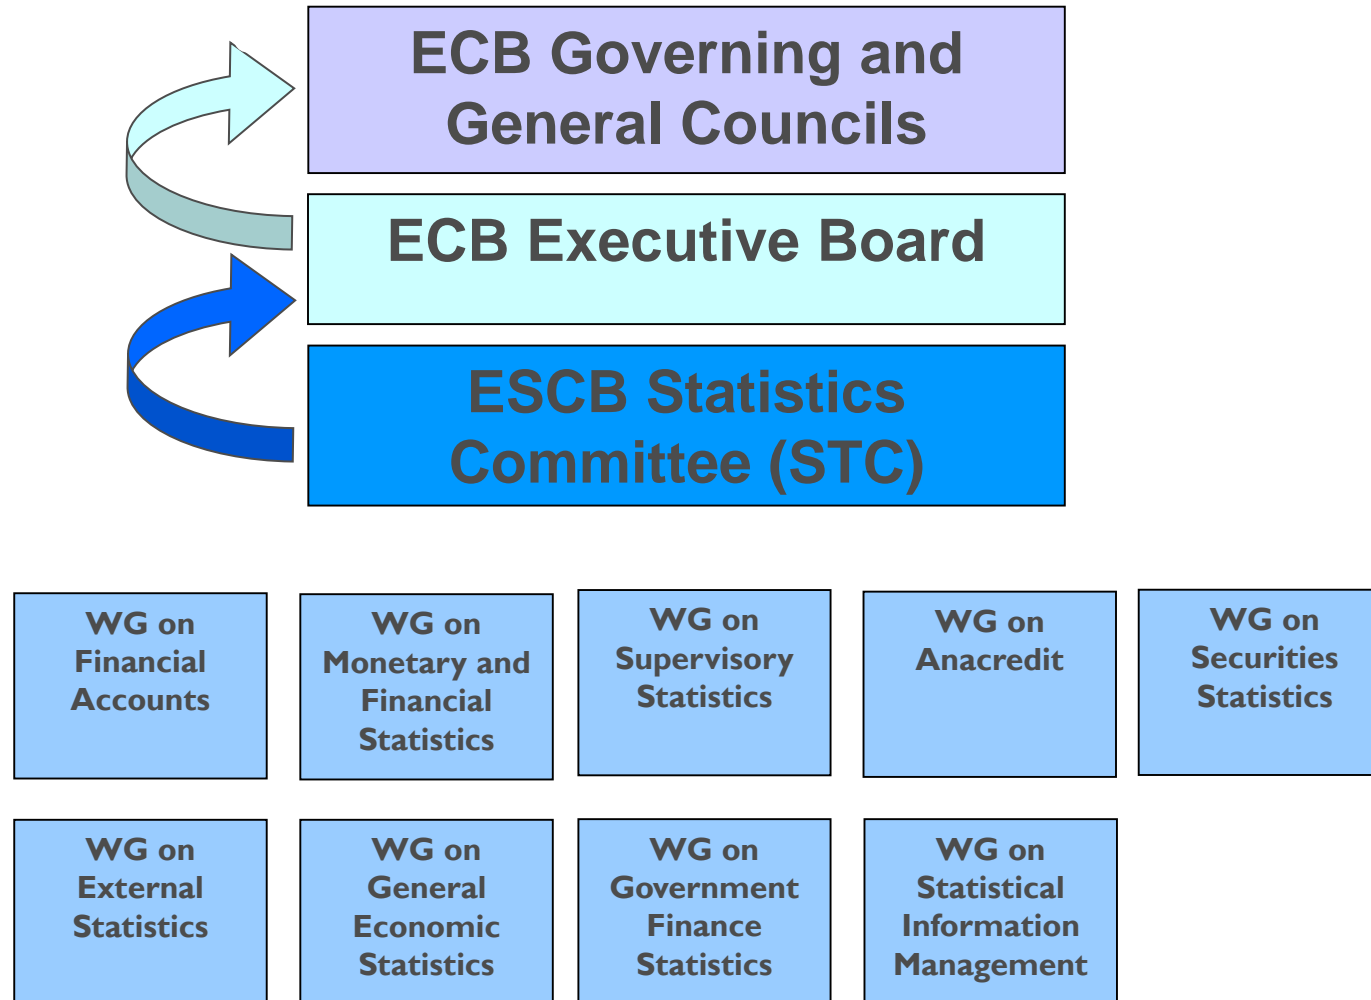 ECB Governing and
General Councils
ECB Executive Board
ESCB Statistics
Committee (STC)
WG on
Financial
Accounts
WG on
Monetary and
Financial
Statistics
WG on
Supervisory
Statistics
WG on
Anacredit
WG on
Securities
Statistics
WG on
External
Statistics
WG on
General
Economic
Statistics
WG on
Government
Finance
Statistics
WG on
Statistical
Information
Management